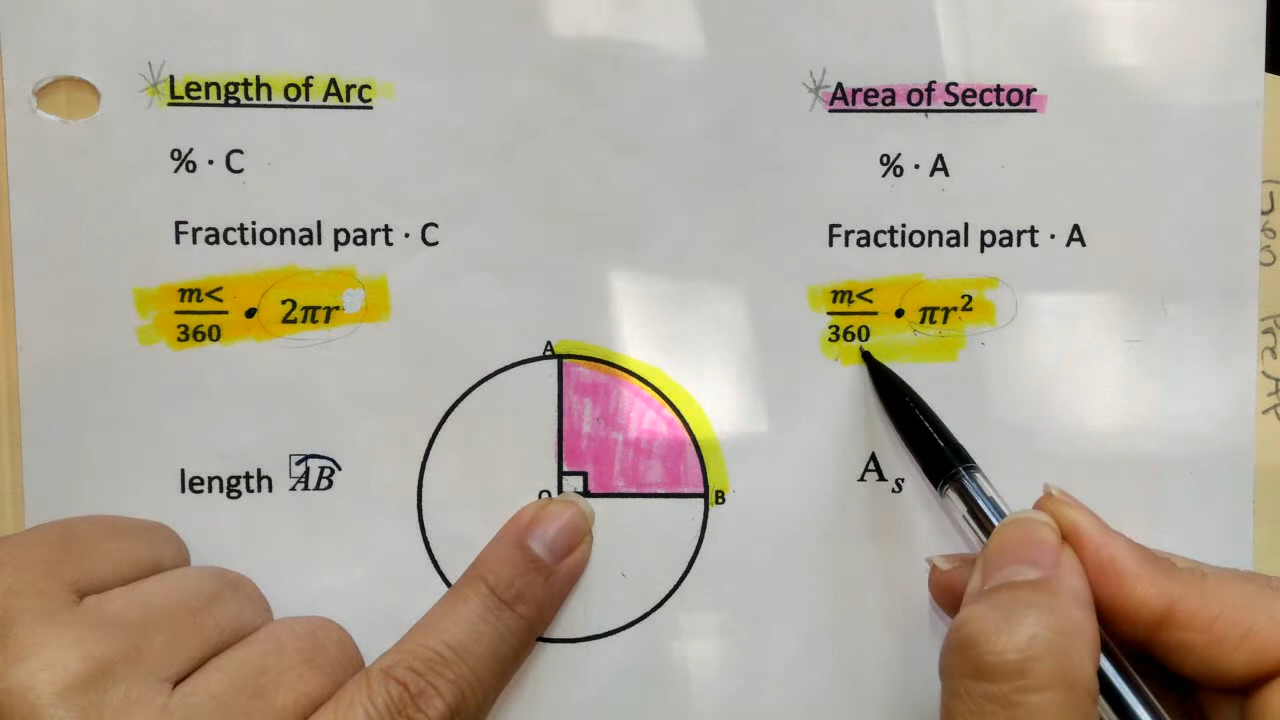 Length of Arc
% · C
Fractional part · C
m<
360
• 2πr
length AB
Area of Sector
% · A
Fractional part · A
m<
360
• πr²
A
B
O
Aₛ